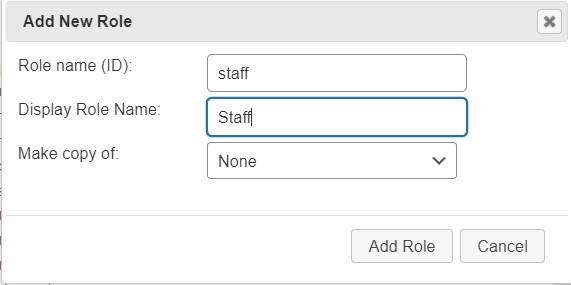 Add New Role
Role name (ID): staff
Display Role Name: Staff
Make copy of: None
Add Role Cancel